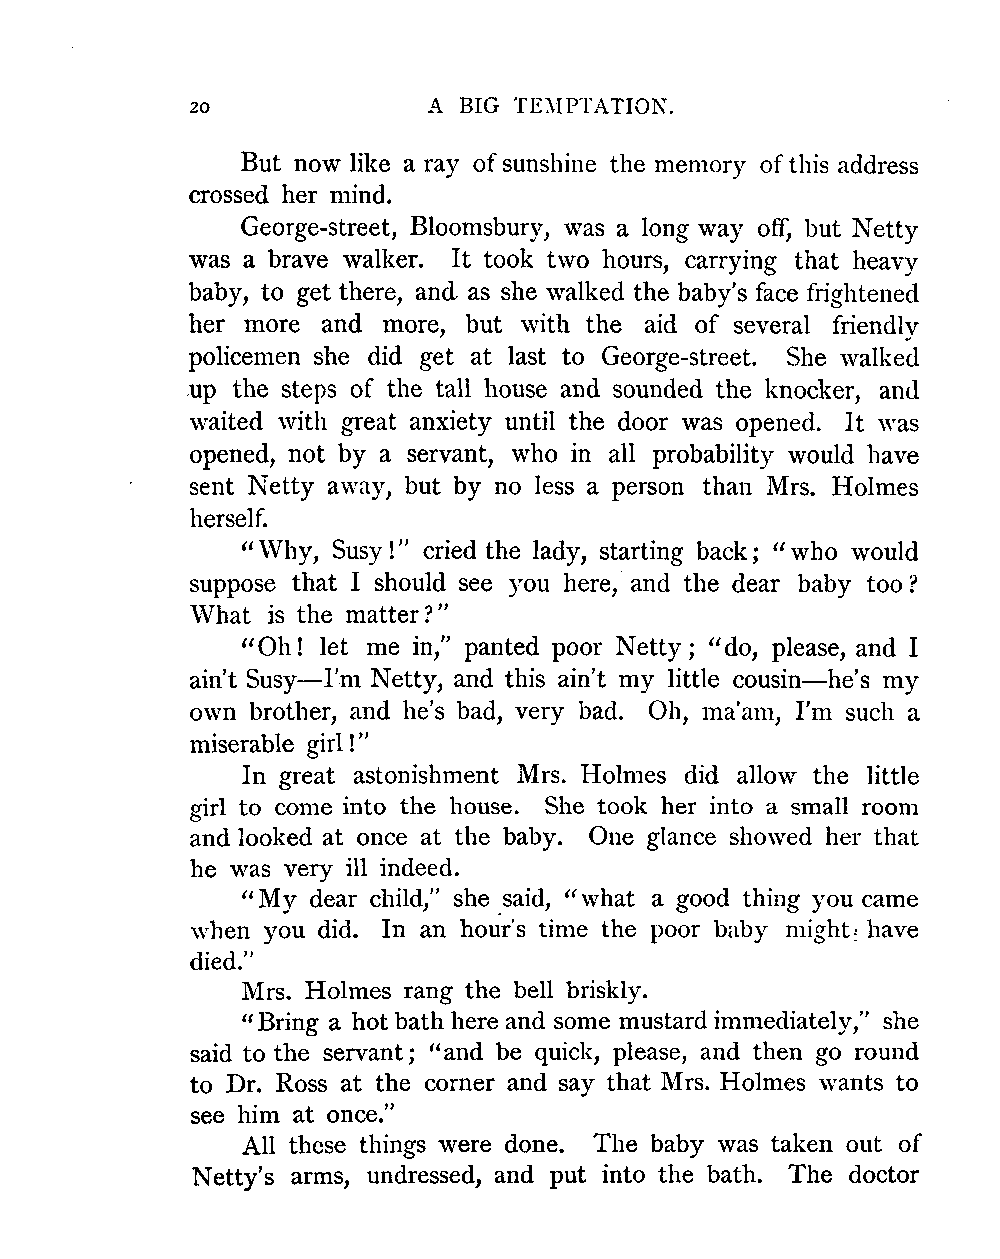 20 A BIG TEMPTATION.
But now like a ray of sunshine the memory of this address
crossed her mind.
George-street, Bloomsbury, was a long way off, but Netty
was a brave walker. It took two hours, carrying that heavy
baby, to get there, and as she walked the baby's face frightened
her more and more, but with the aid of several friendly
policemen she did get at last to George-street. She walked
up the steps of the tall house and sounded the knocker, and
waited with great anxiety until the door was opened. It was
opened, not by a servant, who in all probability would have
sent Netty away, but by no less a person than Mrs. Holmes
herself.
"Why, Susy!" cried the lady, starting back; "who would
suppose that I should see you here, and the dear baby too?
What is the matter?"
"Oh! let me in," panted poor Netty; "do, please, and I
ain't Susy—I'm Netty, and this ain't my little cousin—he's my
own brother, and he's bad, very bad. Oh, ma'am, I'm such a
miserable girl!"
In great astonishment Mrs. Holmes did allow the little
girl to come into the house. She took her into a small room
and looked at once at the baby. One glance showed her that
he was very ill indeed.
"My dear child," she said, "what a good thing you came
when you did. In an hour's time the poor baby might have
died."
Mrs. Holmes rang the bell briskly.
"Bring a hot bath here and some mustard immediately," she
said to the servant; "and be quick, please, and then go round
to Dr. Ross at the corner and say that Mrs. Holmes wants to
see him at once."
All these things were done. The baby was taken out of
Netty's arms, undressed, and put into the bath. The doctor